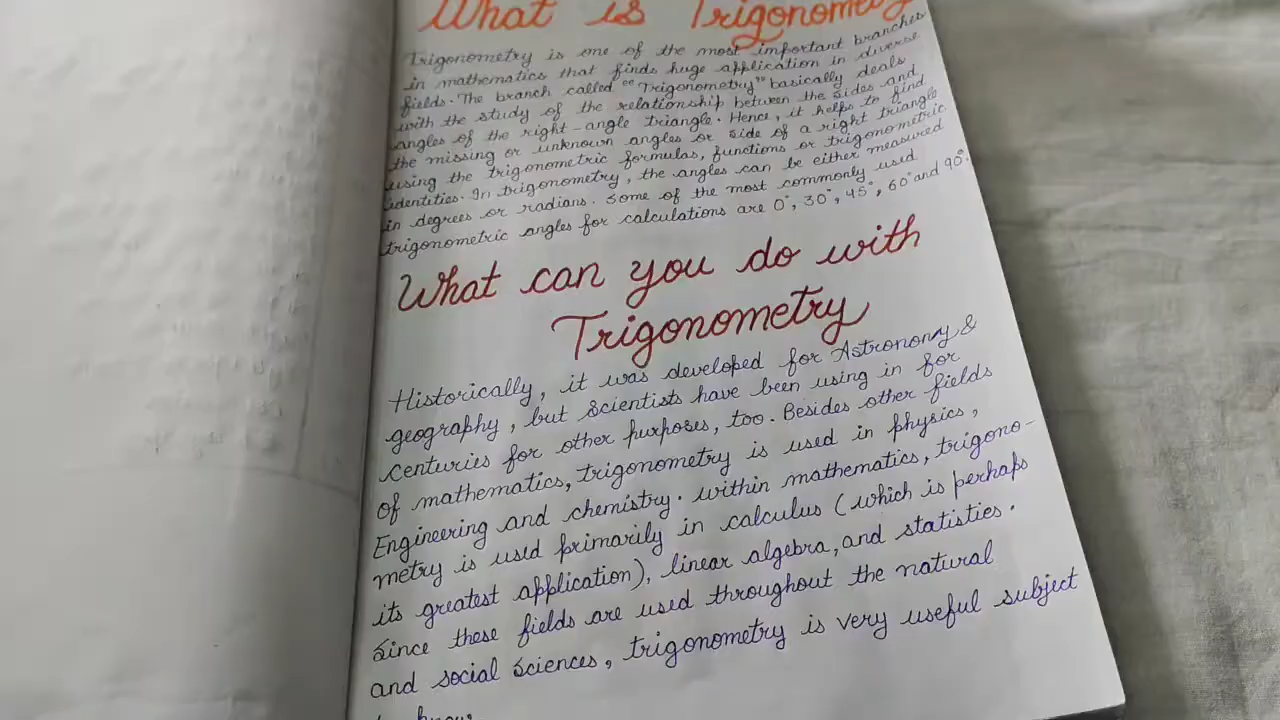 What is Trigonometry
Trigonometry is one of the most important branches
in mathematics that finds huge application in diverse
fields. The branch called "Trigonometry" basically deals
with the study of the relationship between the sides and
angles of the right-angle triangle. Hence, it helps to find
the missing or unknown angles or side of a right triangle
using the trigonometric formulas, functions or trigonometric
identities. In trigonometry, the angles can be either measured
in degrees or radians. Some of the most commonly used
trigonometric angles for calculations are 0°, 30°, 45°, 60° and 90°.
What can you do with
Trigonometry
Historically, it was developed for Astronomy &
geography, but Scientists have been using in for
centuries for other purposes, too. Besides other fields
of mathematics, trigonometry is used in physics,
Engineering and chemistry. within mathematics, trigono-
metry is used primarily in calculus (which is perhaps
its greatest application), linear algebra, and statisties.
Since these fields are used throughout the natural
and social sciences, trigonometry is very useful subject